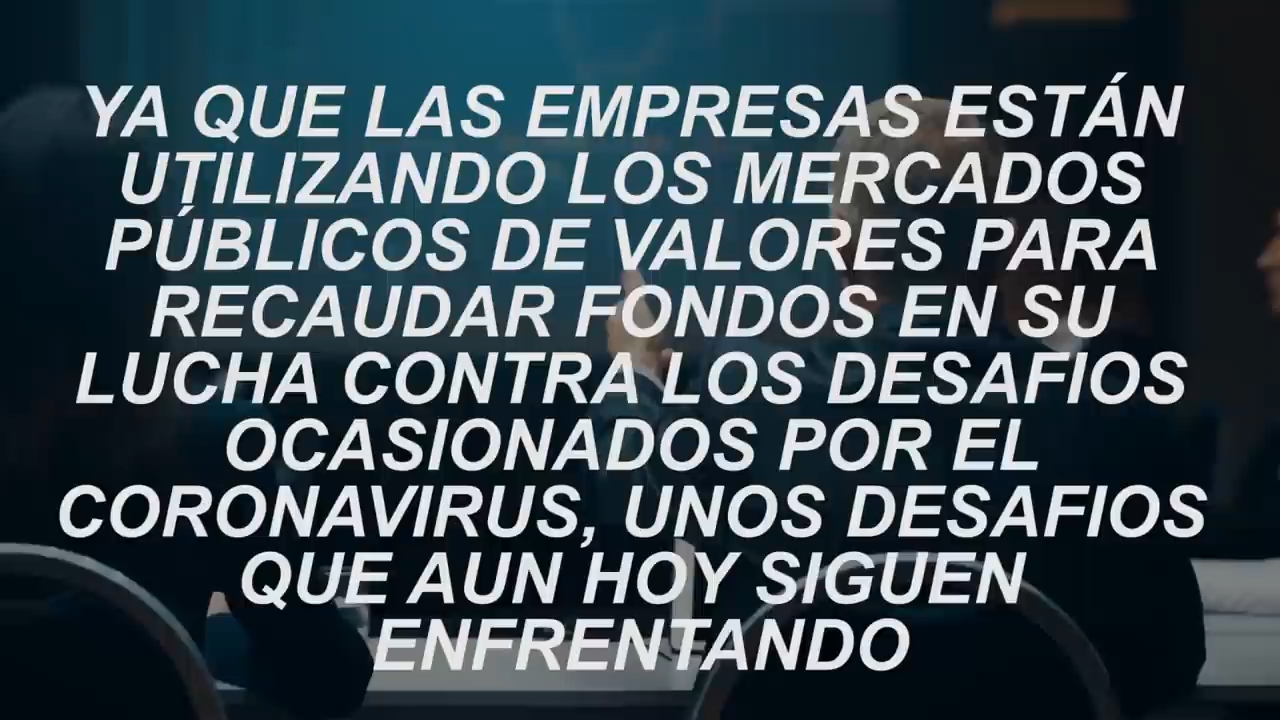 YA QUE LAS EMPRESAS ESTÁN
UTILIZANDO LOS MERCADOS
PÚBLICOS DE VALORES PARA
RECAUDAR FONDOS EN SU
LUCHA CONTRA LOS DESAFIOS
OCASIONADOS POR EL
CORONAVIRUS, UNOS DESAFIOS
QUE AUN HOY SIGUEN
ENFRENTANDO